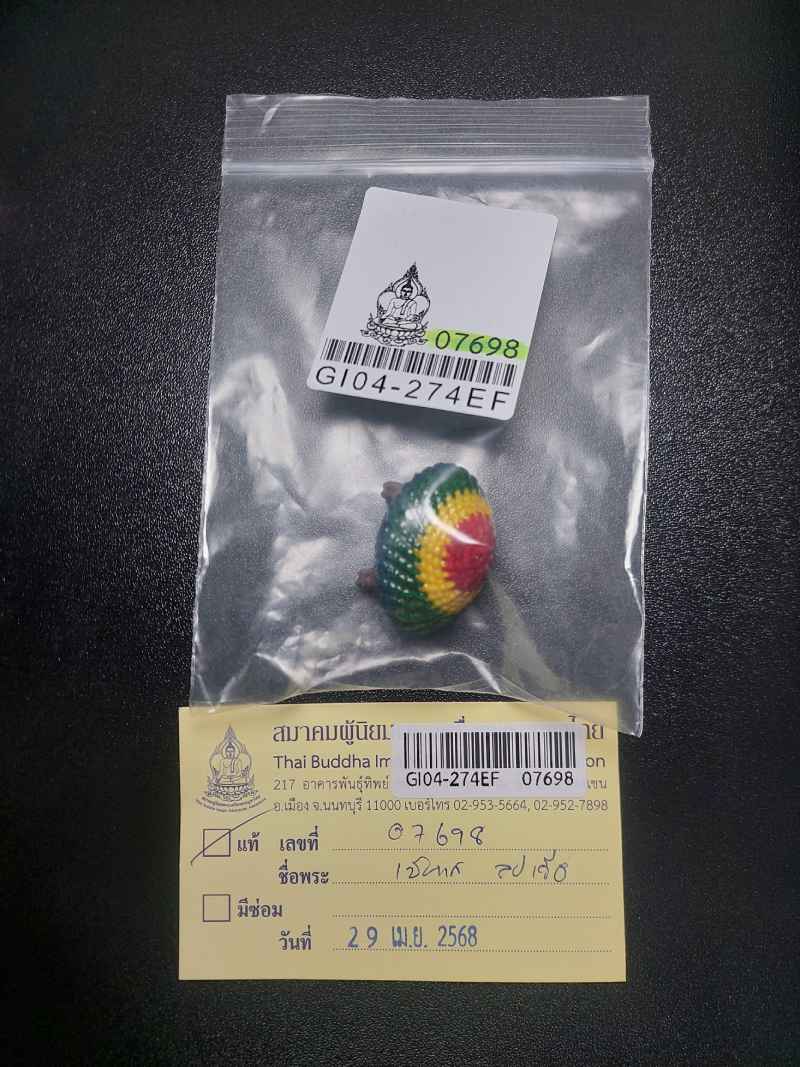 07698
GI04-274EF
สมาคมผู้นิยม
Thai Buddha Im
GI04-274EF 07698
217 อาคารพันธุ์ทิพย์
อ.เมือง จ.นนทบุรี 11000 เบอร์โทร 02-953-5664, 02-952-7898
แท้ เลขที่ 07698
ชื่อพระ
มีซ่อม
วันที่ 29 เม.ย. 2568